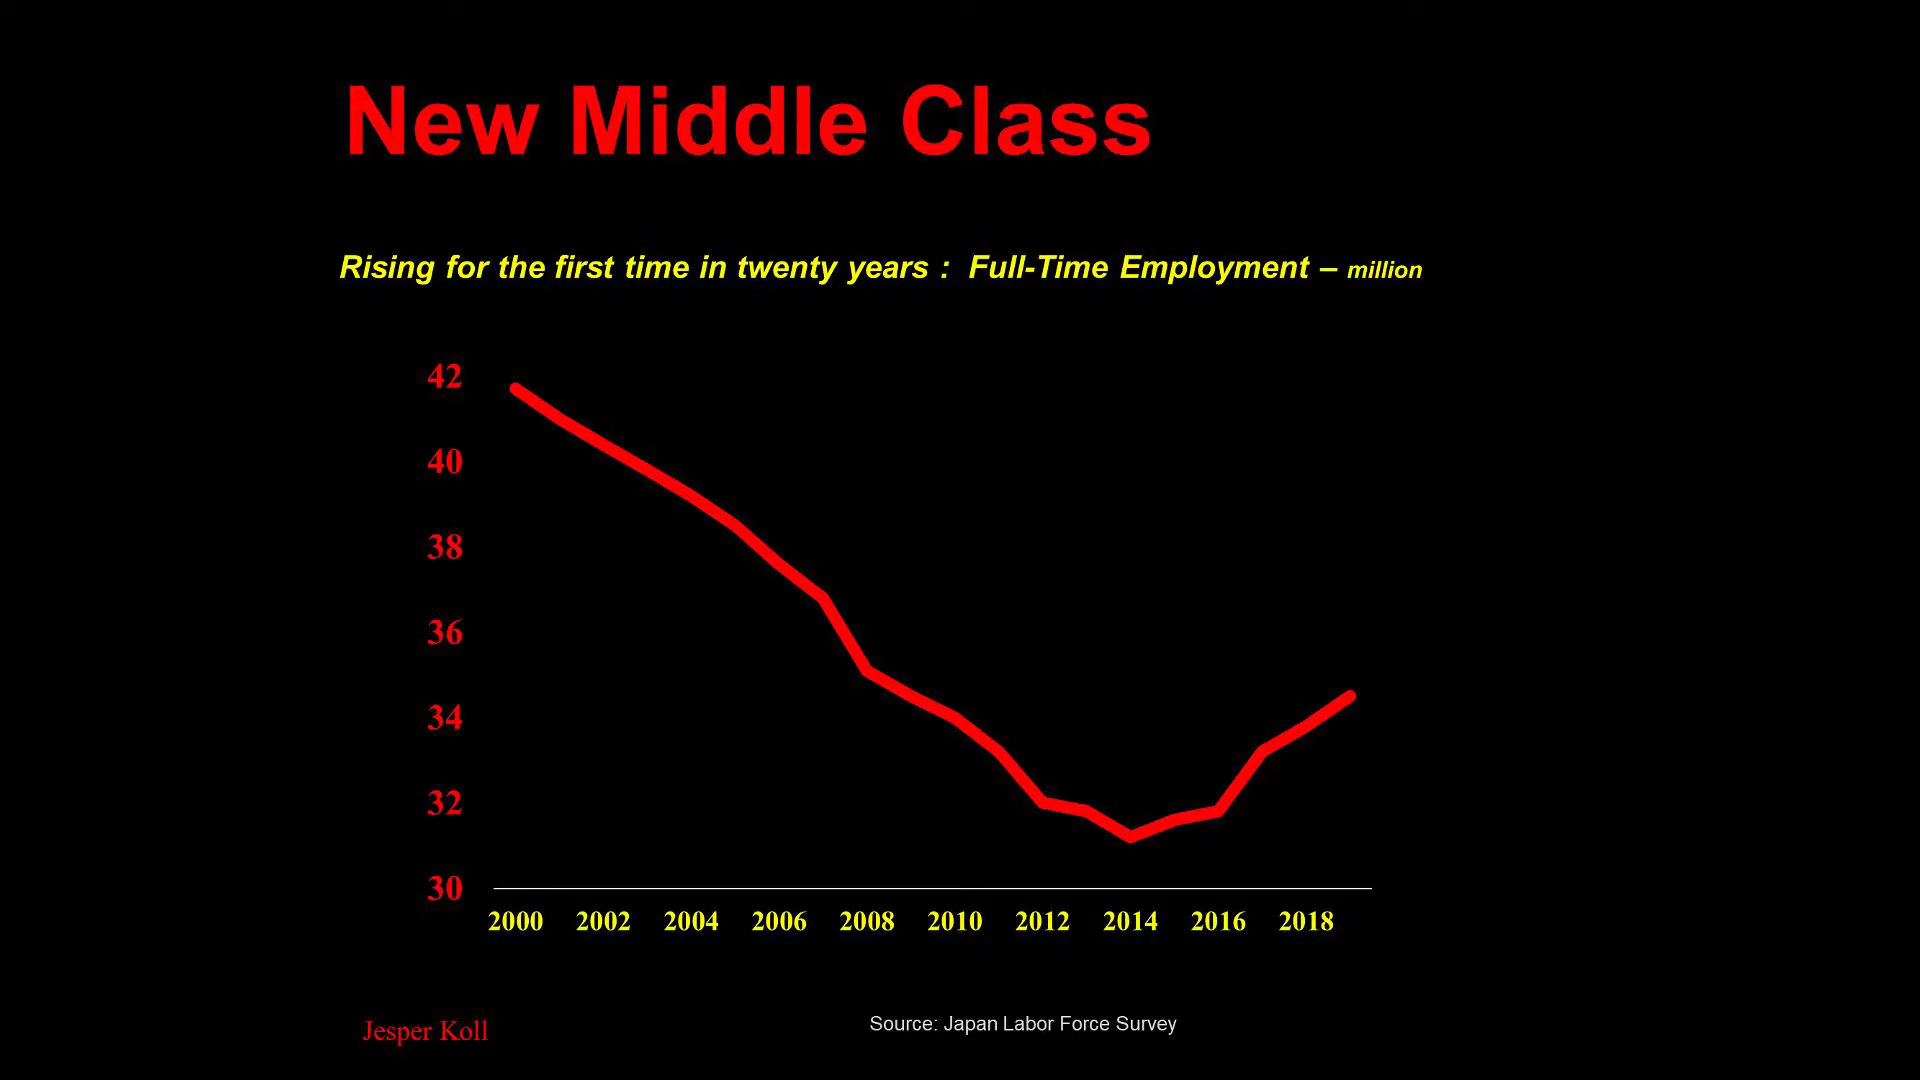 New Middle Class
Rising for the first time in twenty years : Full-Time Employment – million
42
40
38
36
34
32
30
2000 2002 2004 2006 2008 2010 2012 2014 2016 2018
Jesper Koll
Source: Japan Labor Force Survey